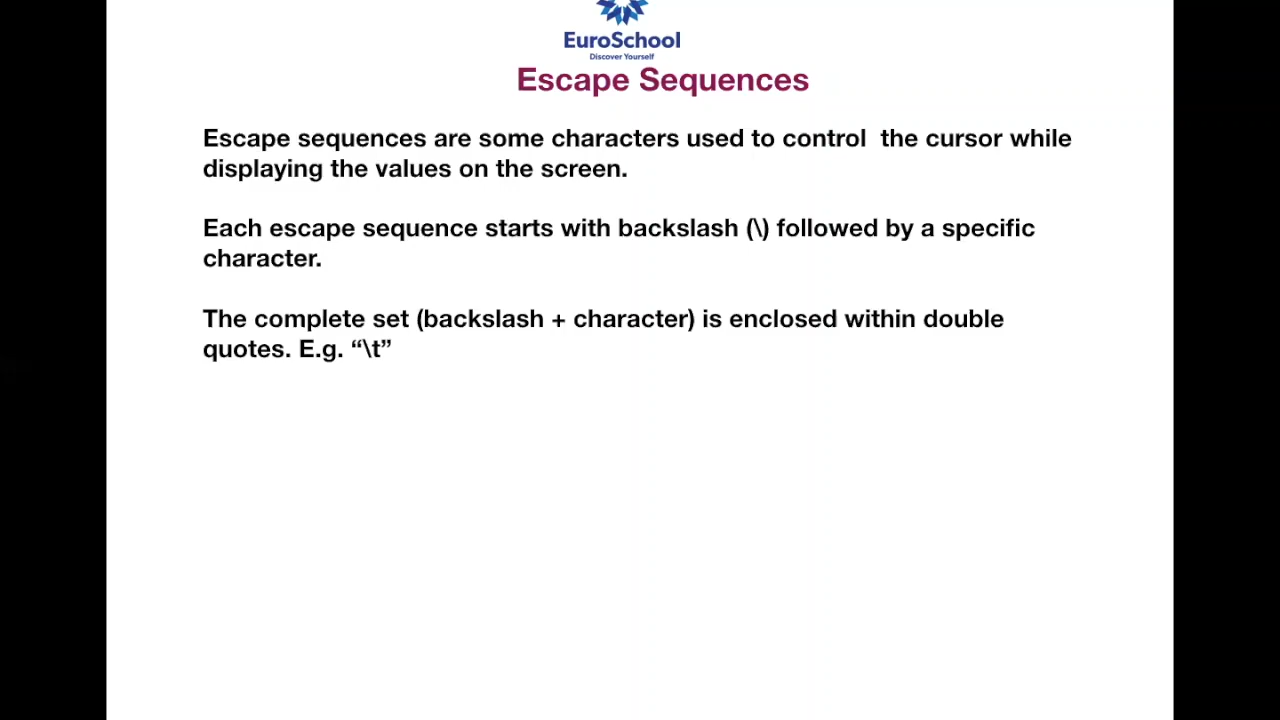 EuroSchool
Discover Yourself
Escape Sequences
Escape sequences are some characters used to control  the cursor while
displaying the values on the screen.
Each escape sequence starts with backslash (\) followed by a specific
character.
The complete set (backslash + character) is enclosed within double
quotes. E.g. “\t”